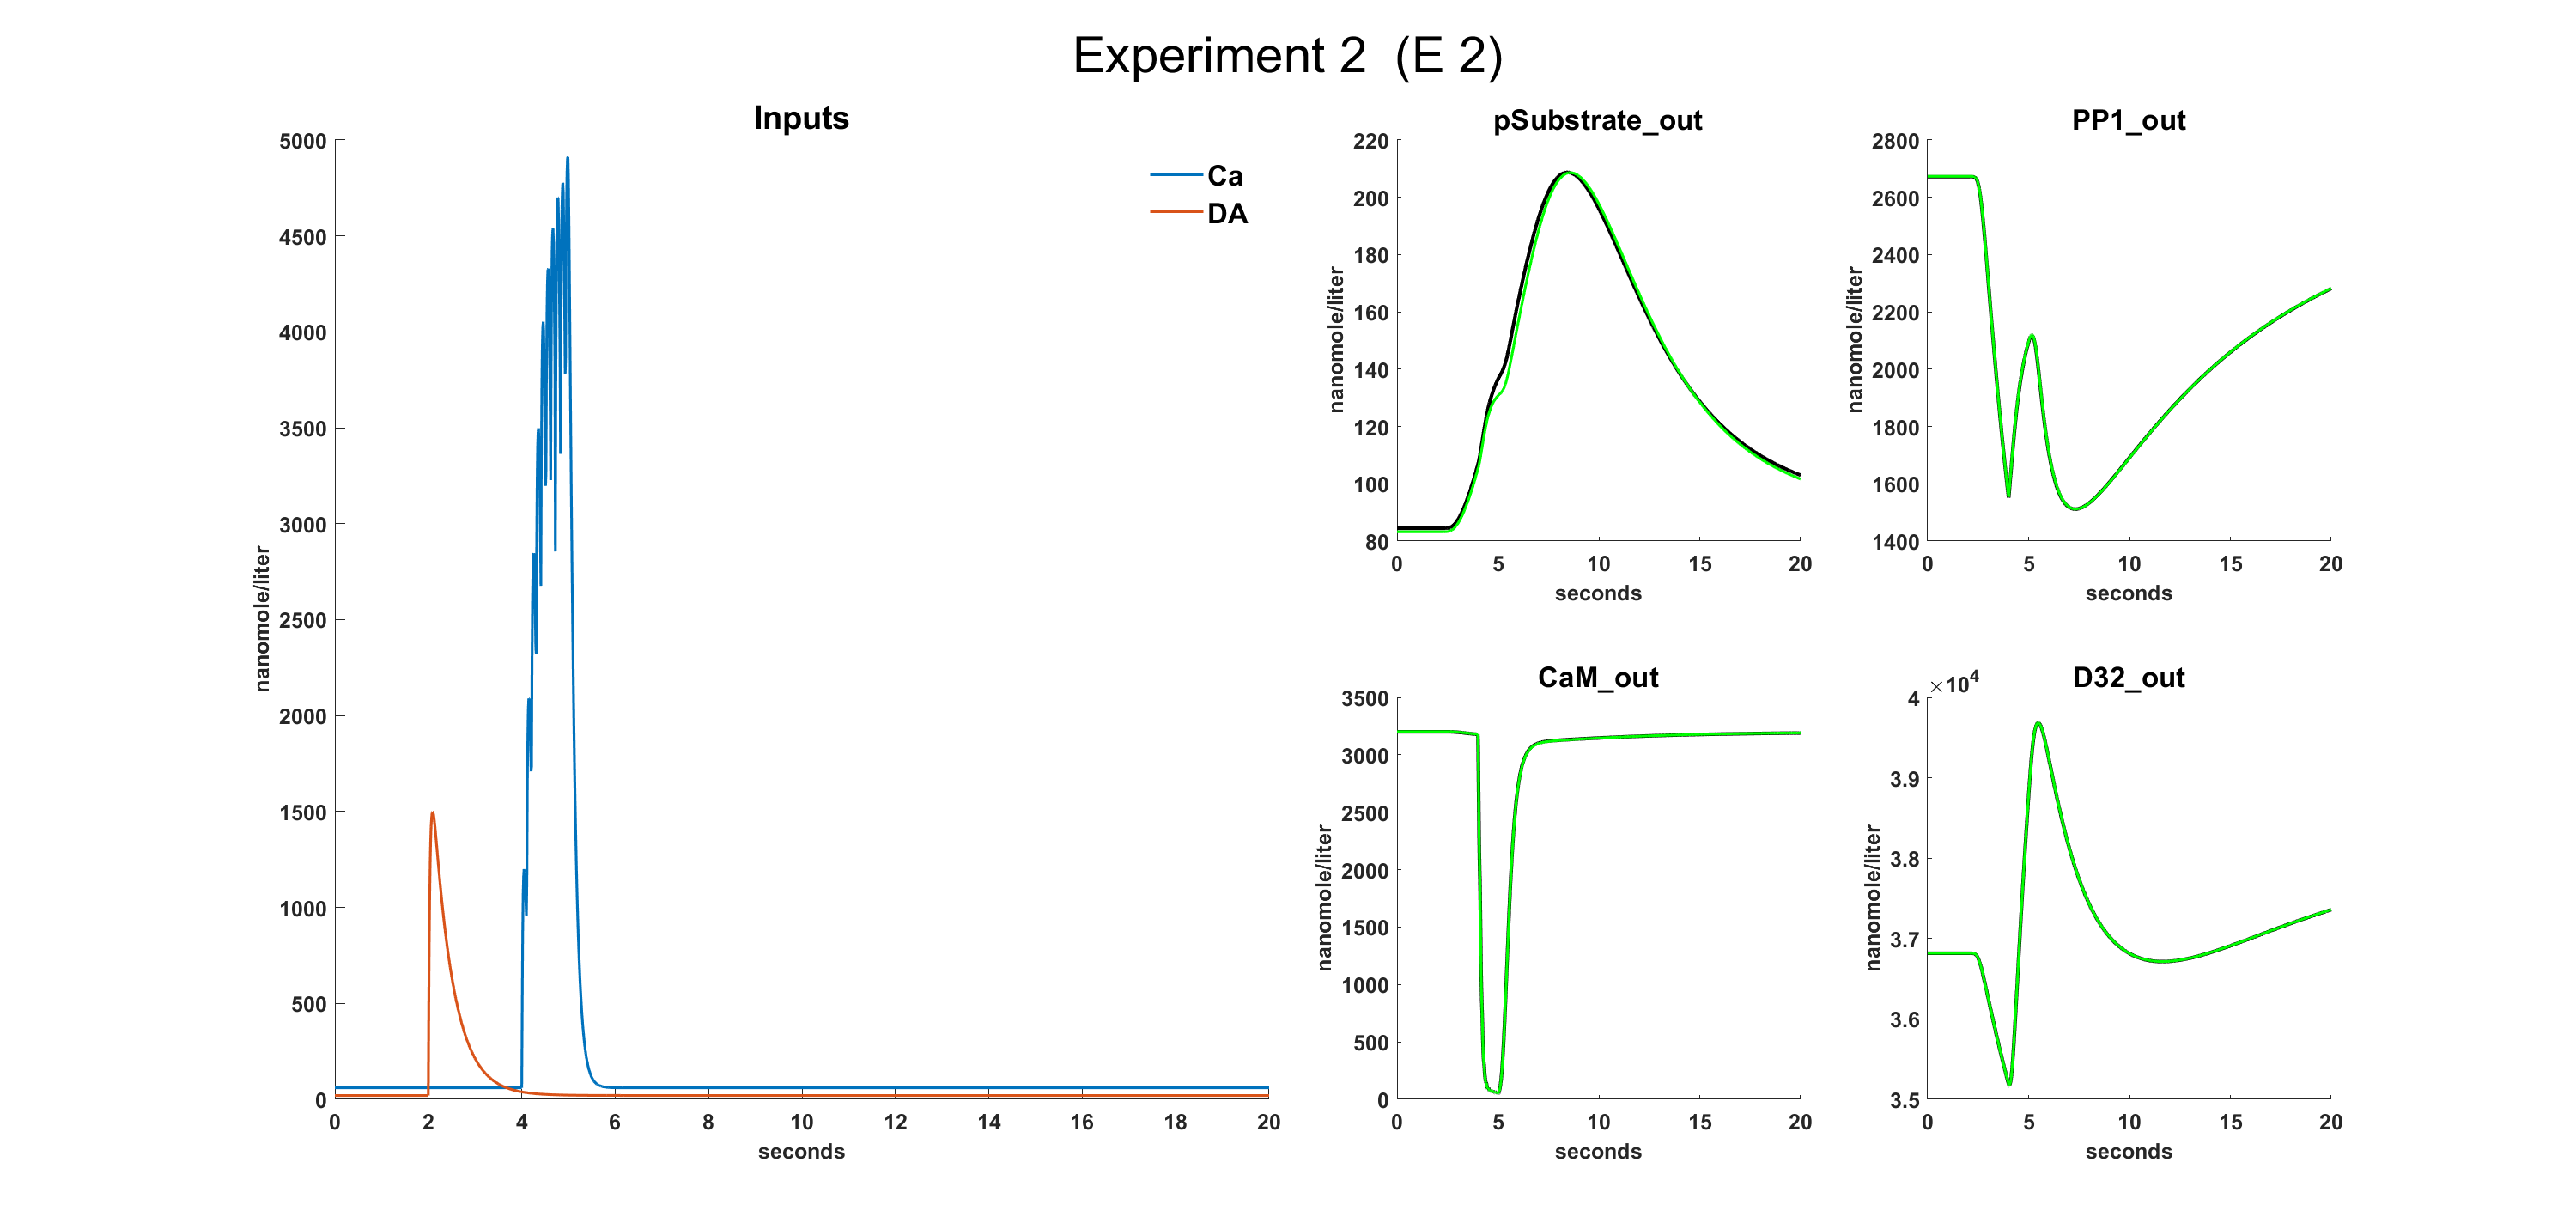 Experiment 2 (E 2)
Inputs
5000
4500
4000
3500
3000
2500
2000
1500
1000
500
0
nanomole/liter
0 2 4 6 8 10 12 14 16 18 20
seconds
Ca
DA
pSubstrate_out
220
200
180
160
140
120
100
80
nanomole/liter
0 5 10 15 20
seconds
PP1_out
2800
2600
2400
2200
2000
1800
1600
1400
nanomole/liter
0 5 10 15 20
seconds
CaM_out
3500
3000
2500
2000
1500
1000
500
0
nanomole/liter
0 5 10 15 20
seconds
D32_out
×10⁴
4
3.9
3.8
3.7
3.6
3.5
nanomole/liter
0 5 10 15 20
seconds